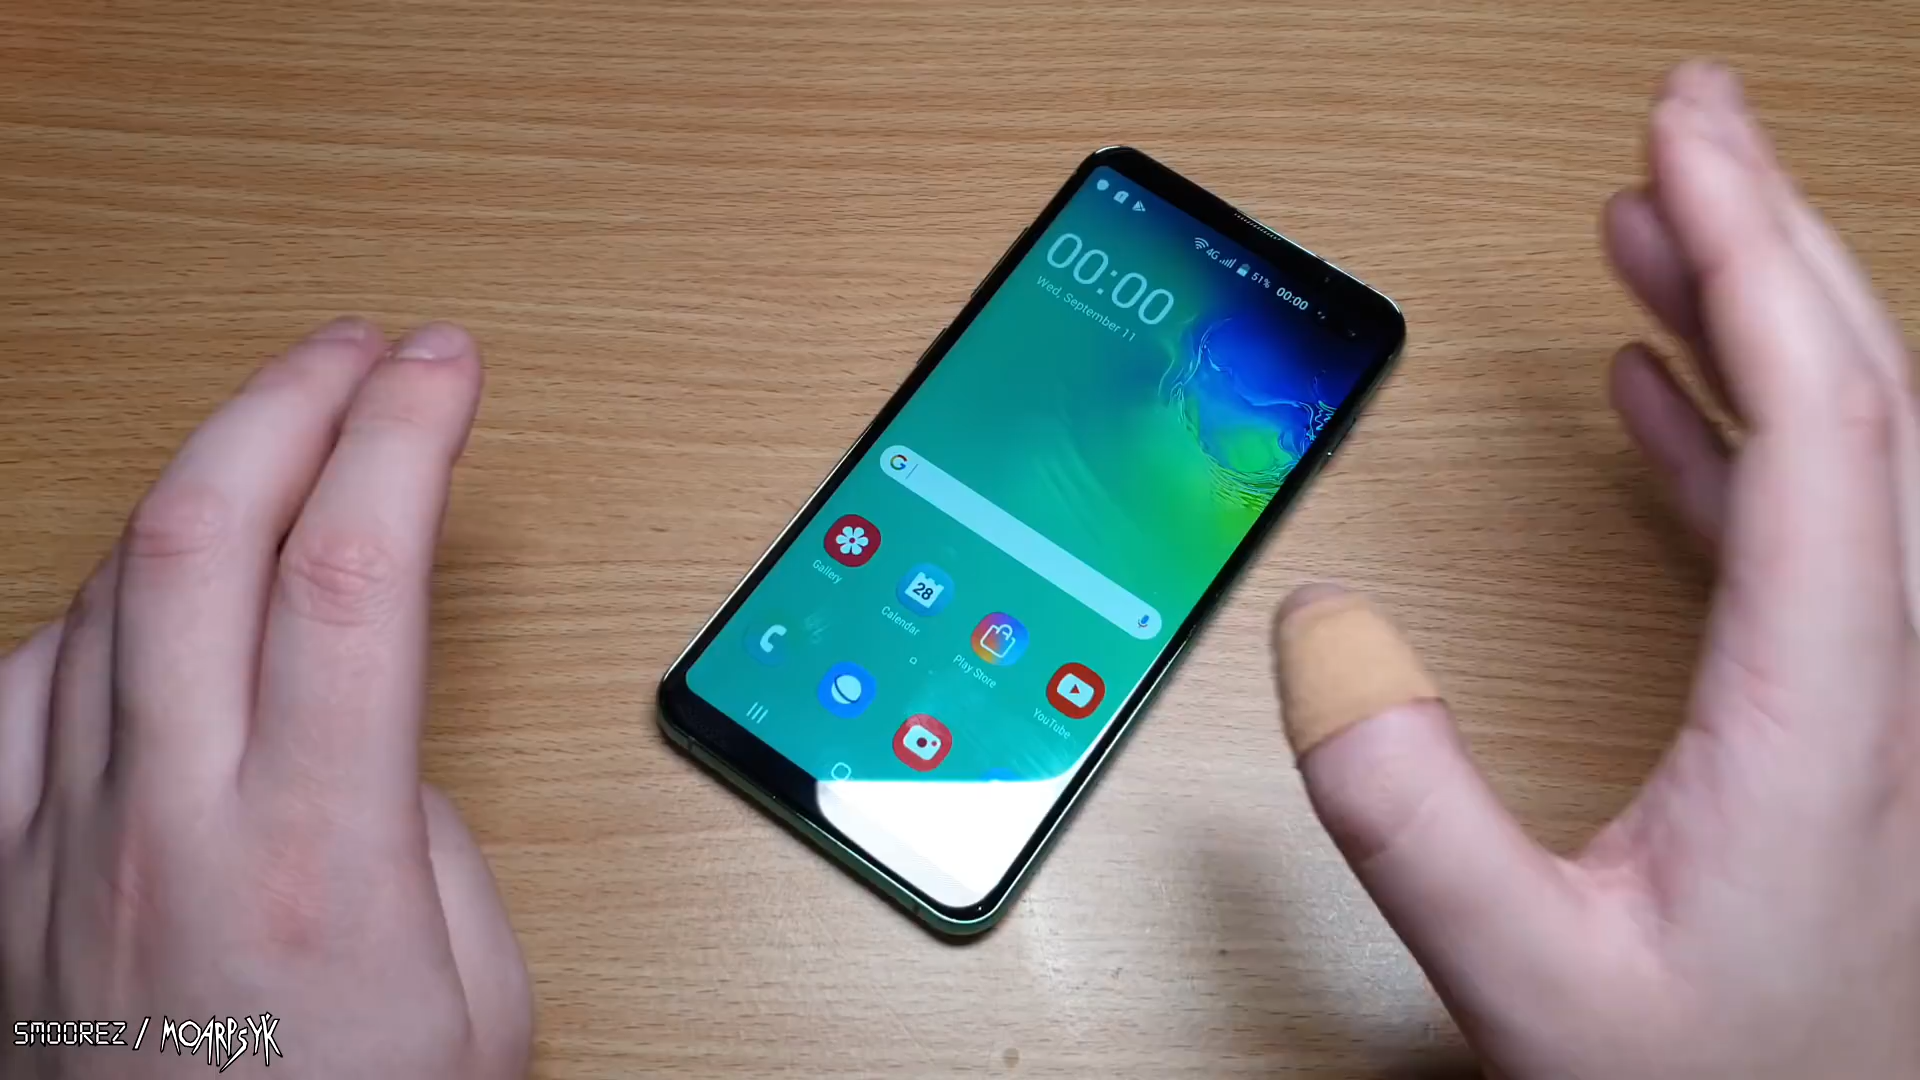 4G 51% 00:00
00:00
Wed, September 11
G
Gallery
28
Calendar
Play Store
YouTube
SMOOREZ / MOARPSYK